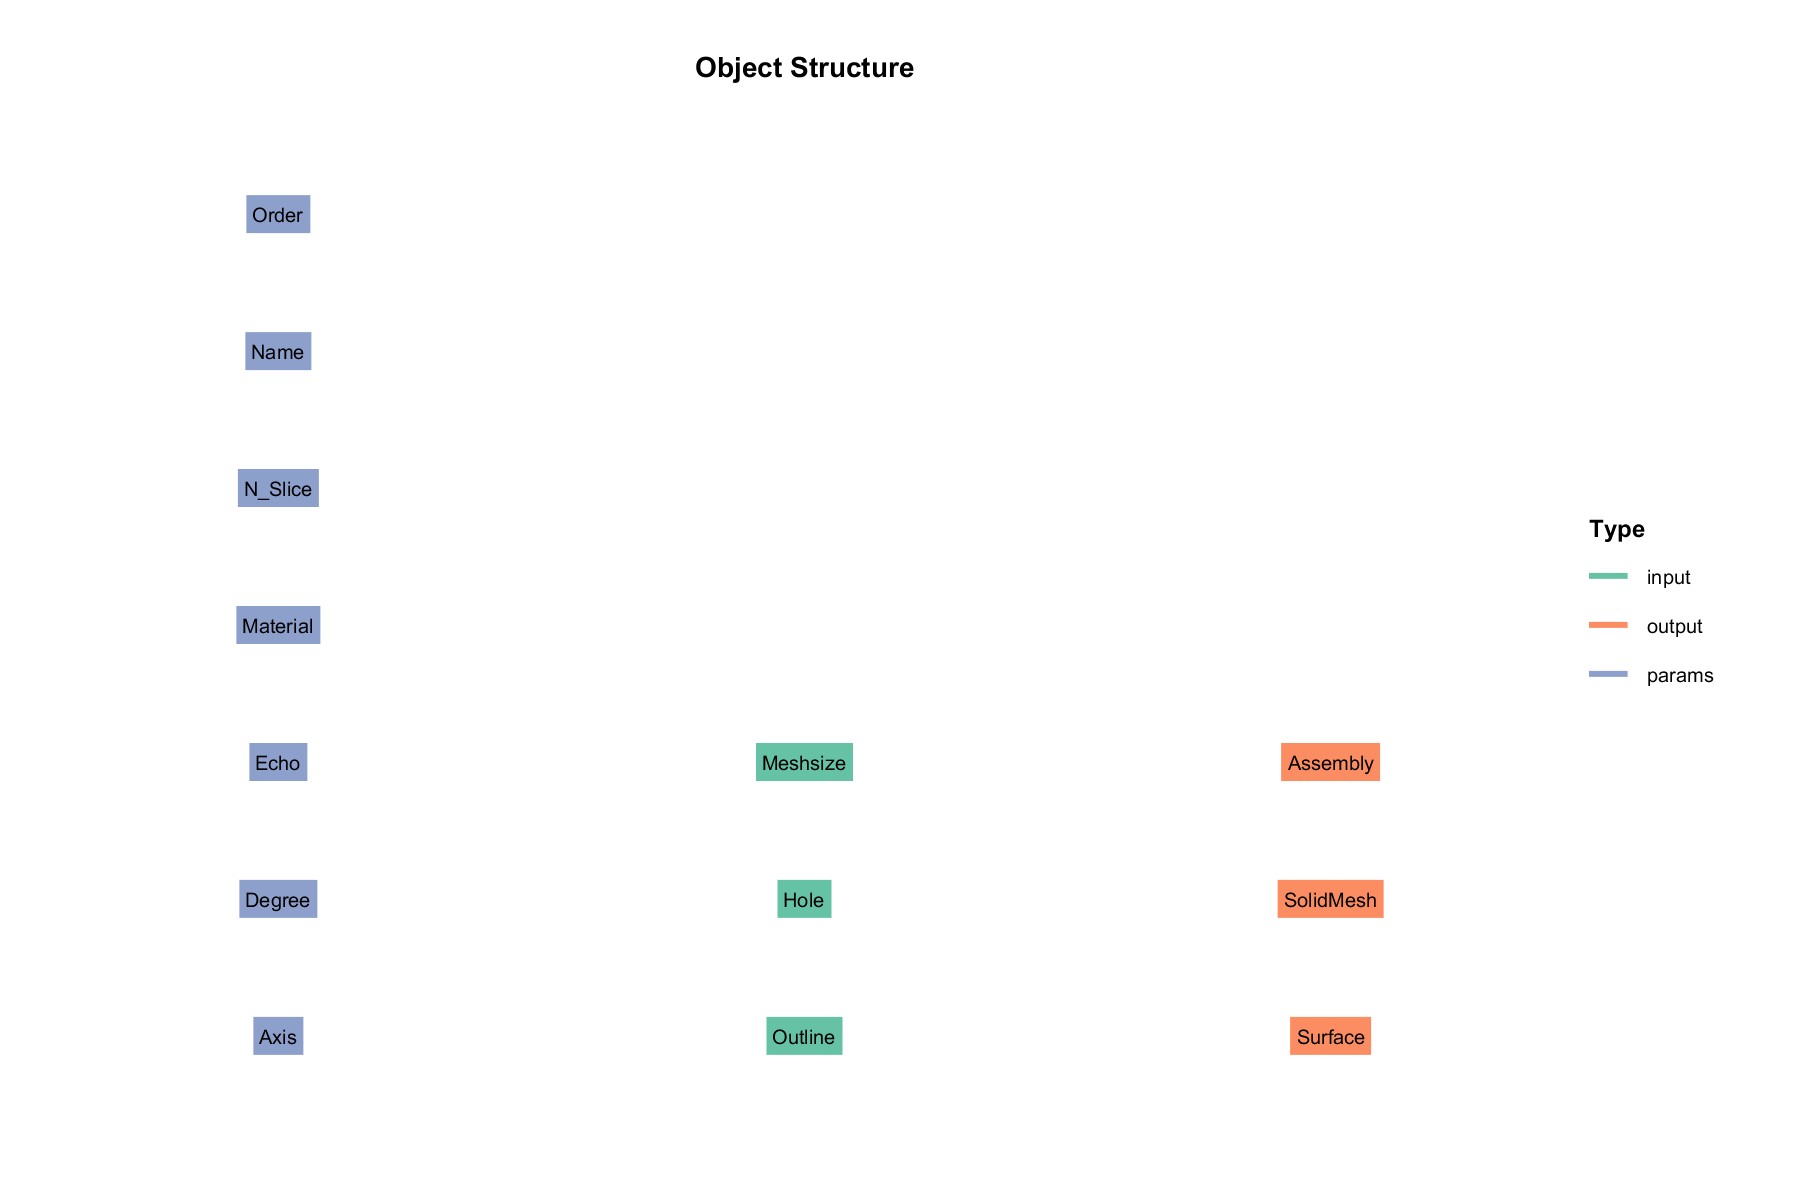 Object Structure
Order
Name
N_Slice
Material
Echo
Degree
Axis
Meshsize
Hole
Outline
Assembly
SolidMesh
Surface
Type
input
output
params